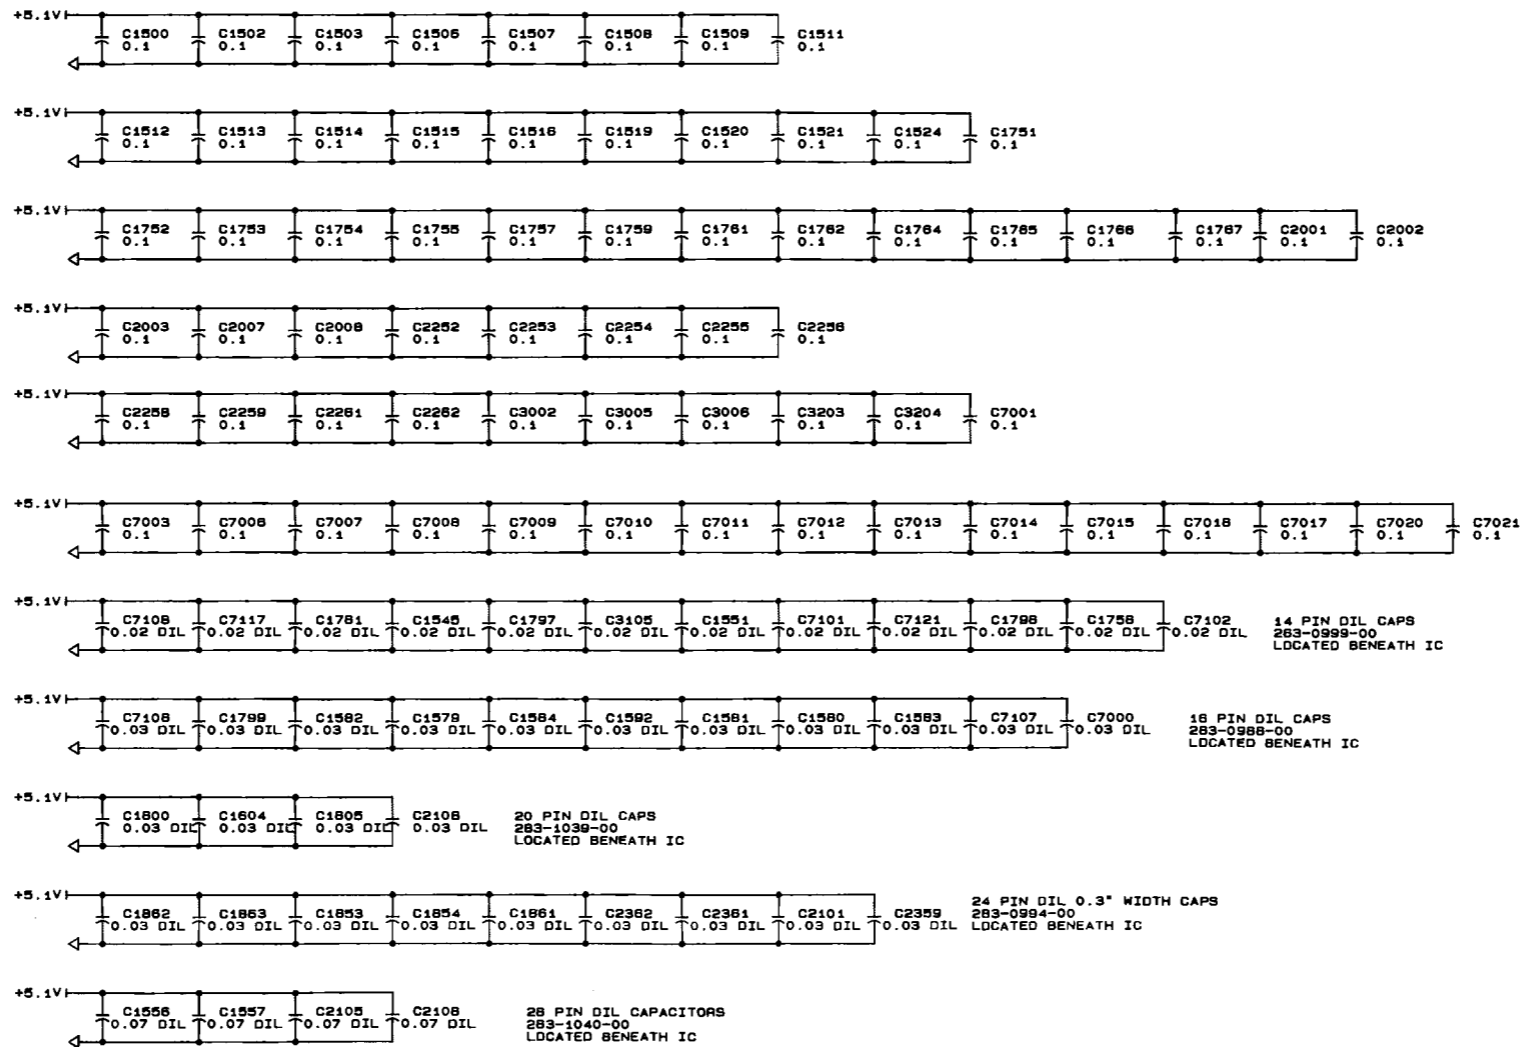 +5.1V C1500 C1502 C1503 C1506 C1507 C1508 C1509 C1511
0.1 0.1 0.1 0.1 0.1 0.1 0.1 0.1
+5.1V C1512 C1513 C1514 C1515 C1516 C1519 C1520 C1521 C1524 C1751
0.1 0.1 0.1 0.1 0.1 0.1 0.1 0.1 0.1 0.1
+5.1V C1752 C1753 C1754 C1755 C1757 C1759 C1761 C1762 C1764 C1765 C1766 C1767 C2001 C2002
0.1 0.1 0.1 0.1 0.1 0.1 0.1 0.1 0.1 0.1 0.1 0.1 0.1 0.1
+5.1V C2003 C2007 C2008 C2252 C2253 C2254 C2255 C2256
0.1 0.1 0.1 0.1 0.1 0.1 0.1 0.1
+5.1V C2258 C2259 C2261 C2262 C3002 C3005 C3006 C3203 C3204 C7001
0.1 0.1 0.1 0.1 0.1 0.1 0.1 0.1 0.1 0.1
+5.1V C7003 C7006 C7007 C7008 C7009 C7010 C7011 C7012 C7013 C7014 C7015 C7018 C7017 C7020 C7021
0.1 0.1 0.1 0.1 0.1 0.1 0.1 0.1 0.1 0.1 0.1 0.1 0.1 0.1 0.1
+5.1V C7108 C7117 C1781 C1545 C1797 C3105 C1551 C7101 C7121 C1798 C1758 C7102 14 PIN DIL CAPS
0.02 DIL 0.02 DIL 0.02 DIL 0.02 DIL 0.02 DIL 0.02 DIL 0.02 DIL 0.02 DIL 0.02 DIL 0.02 DIL 0.02 DIL 0.02 DIL 283-0999-00
LOCATED BENEATH IC
+5.1V C7108 C1799 C1582 C1579 C1584 C1592 C1581 C1580 C1583 C7107 C7000 16 PIN DIL CAPS
0.03 DIL 0.03 DIL 0.03 DIL 0.03 DIL 0.03 DIL 0.03 DIL 0.03 DIL 0.03 DIL 0.03 DIL 0.03 DIL 0.03 DIL 283-0988-00
LOCATED BENEATH IC
+5.1V C1800 C1604 C1805 C2108 20 PIN DIL CAPS
0.03 DIL 0.03 DIL 0.03 DIL 0.03 DIL 283-1039-00
LOCATED BENEATH IC
+5.1V C1862 C1863 C1853 C1854 C1861 C2362 C2361 C2101 C2359 24 PIN DIL 0.3" WIDTH CAPS
0.03 DIL 0.03 DIL 0.03 DIL 0.03 DIL 0.03 DIL 0.03 DIL 0.03 DIL 0.03 DIL 0.03 DIL 283-0994-00
LOCATED BENEATH IC
+5.1V C1556 C1557 C2105 C2108 28 PIN DIL CAPACITORS
0.07 DIL 0.07 DIL 0.07 DIL 0.07 DIL 283-1040-00
LOCATED BENEATH IC